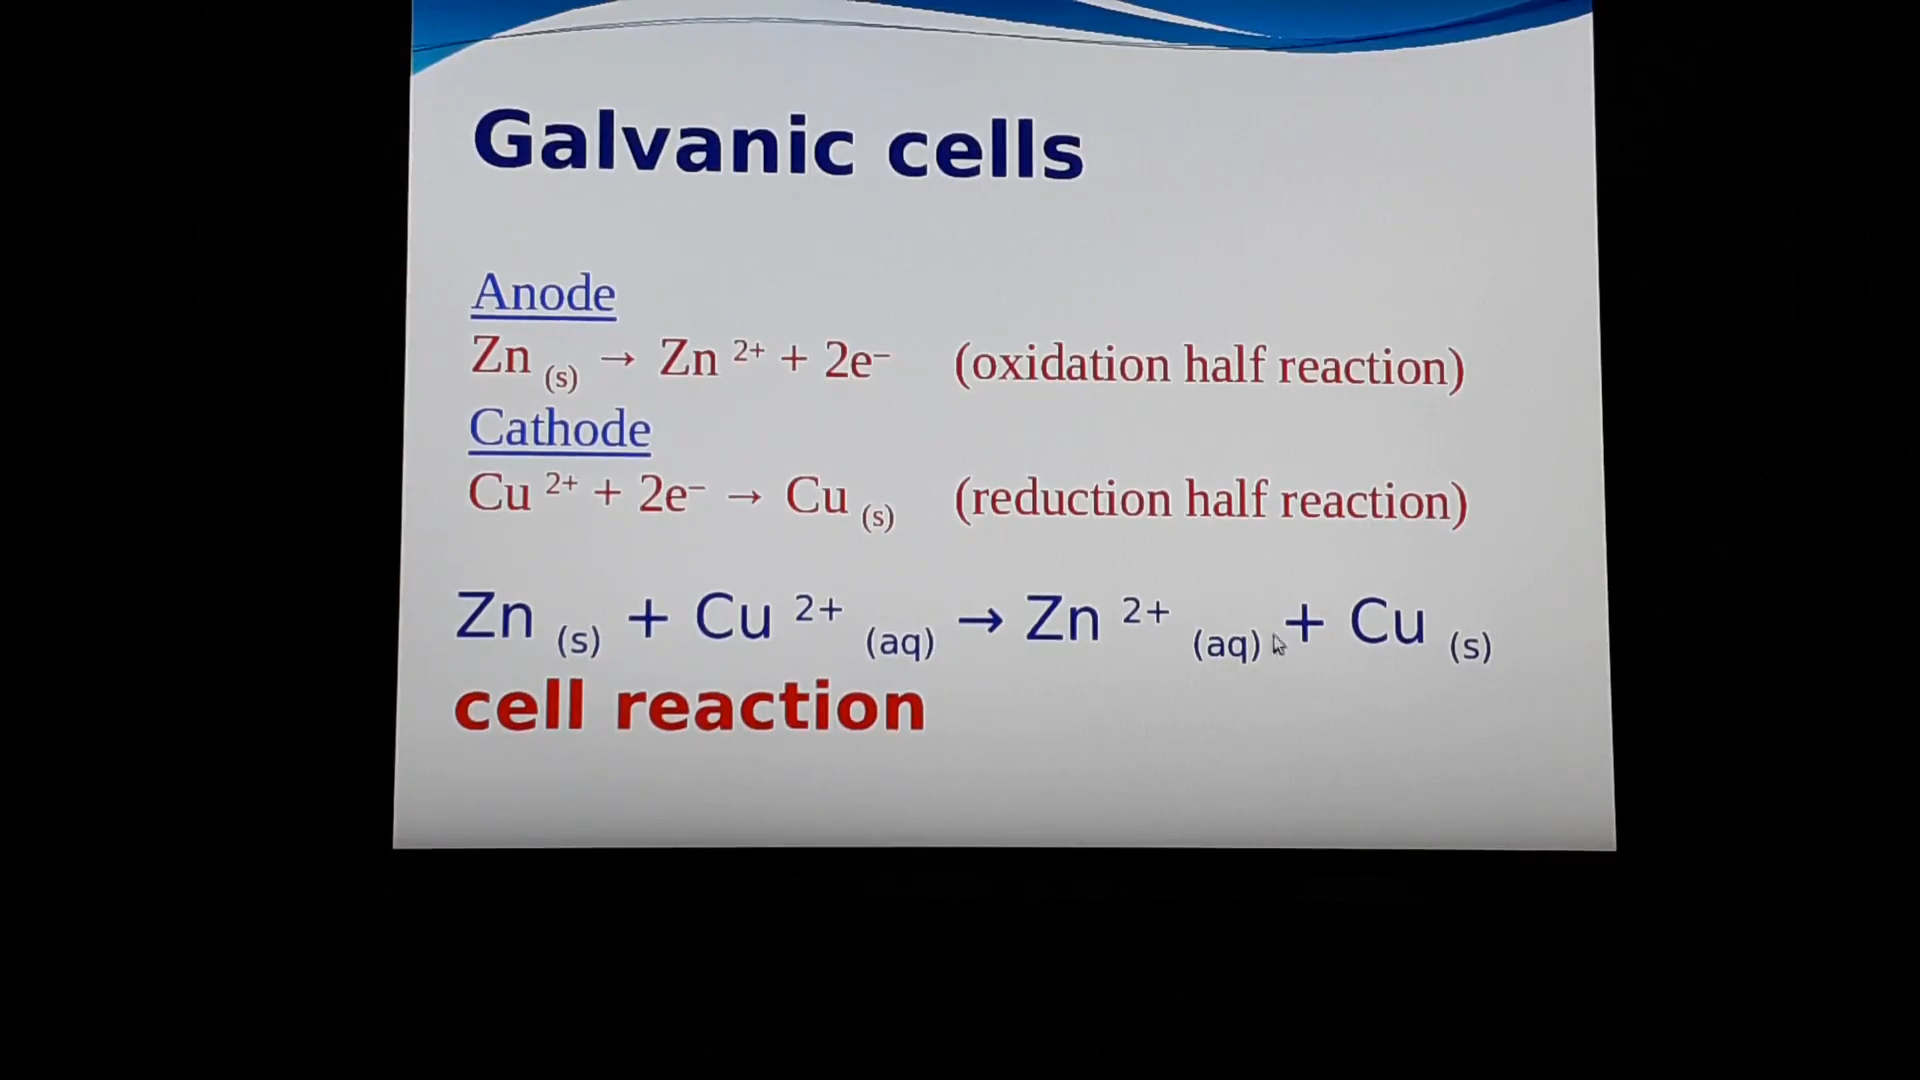 Galvanic cells
Anode
Zn (s) → Zn 2+ + 2e– (oxidation half reaction)
Cathode
Cu 2+ + 2e– → Cu (s) (reduction half reaction)
Zn (s) + Cu 2+ (aq) → Zn 2+ (aq) + Cu (s)
cell reaction